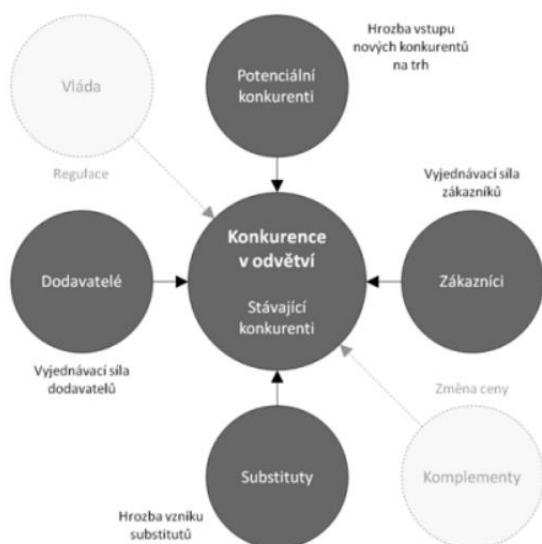 Hrozba vstupu
nových konkurentů
na trh
Vláda
Potenciální
konkurenti
Regulace
Vyjednávací síla
zákazníků
Konkurence
v odvětví
Dodavatelé
Zákazníci
Stávající
konkurenti
Vyjednávací síla
dodavatelů
Změna ceny
Substituty
Komplementy
Hrozba vzniku
substitutů